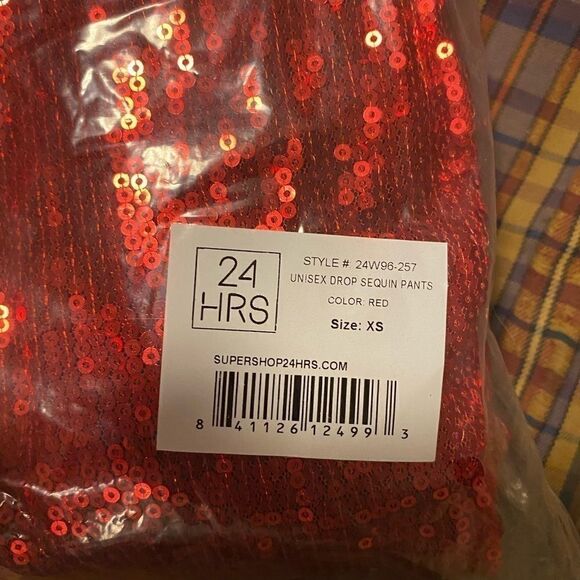 24
HRS
STYLE #: 24W96-257
UNISEX DROP SEQUIN PANTS
COLOR: RED
Size: XS
SUPERSHOP24HRS.COM
8 41126 12499 3